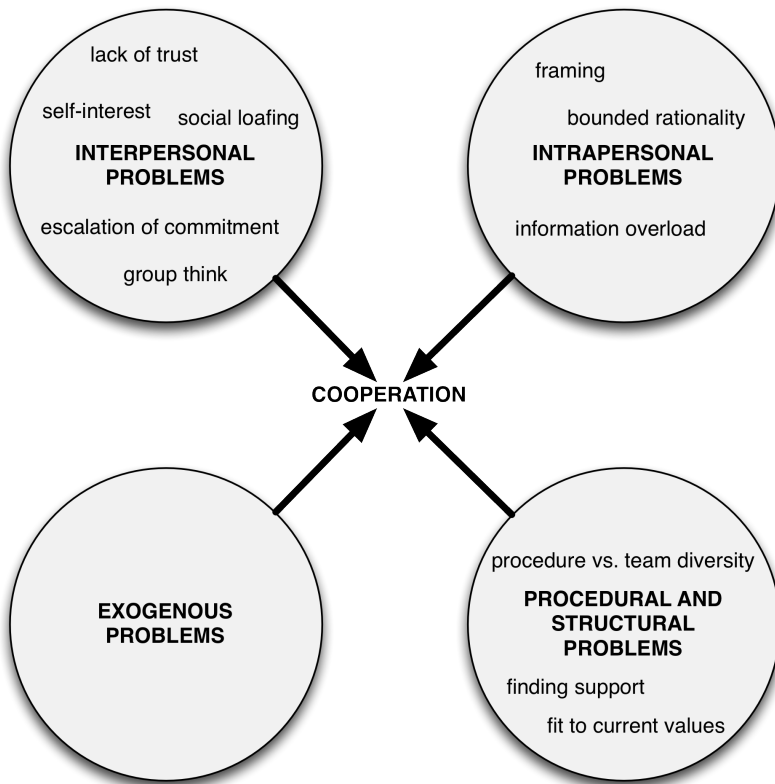 lack of trust
self-interest
social loafing
INTERPERSONAL
PROBLEMS
escalation of commitment
group think
framing
bounded rationality
INTRAPERSONAL
PROBLEMS
information overload
COOPERATION
EXOGENOUS
PROBLEMS
procedure vs. team diversity
PROCEDURAL AND
STRUCTURAL
PROBLEMS
finding support
fit to current values